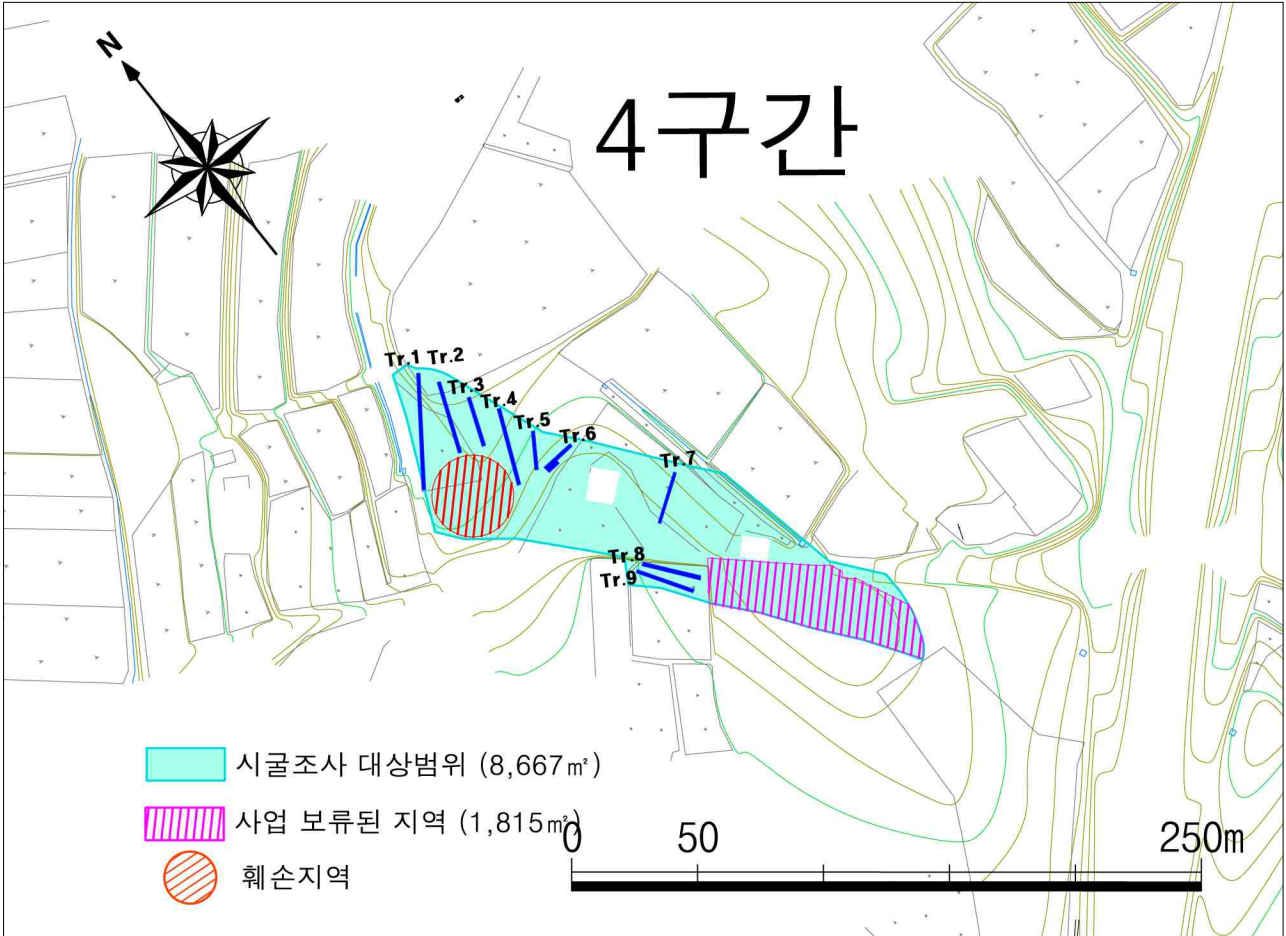 N
4구간
Tr.1 Tr.2
Tr.3
Tr.4
Tr.5
Tr.6
Tr.7
Tr.8
Tr.9
시굴조사 대상범위 (8,667㎡)
사업 보류된 지역 (1,815㎡)
훼손지역
0 50 250m